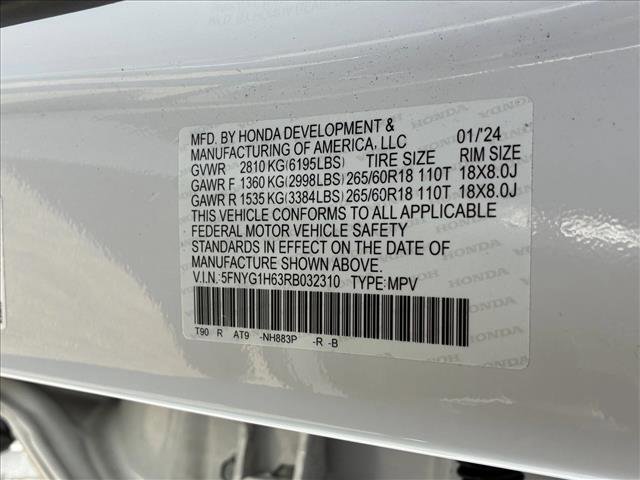 MFD. BY HONDA DEVELOPMENT &
MANUFACTURING OF AMERICA, LLC 01/'24
GVWR 2810 KG(6195LBS) TIRE SIZE RIM SIZE
GAWR F 1360 KG(2998LBS) 265/60R18 110T 18X8.0J
GAWR R 1535 KG(3384LBS) 265/60R18 110T 18X8.0J
THIS VEHICLE CONFORMS TO ALL APPLICABLE
FEDERAL MOTOR VEHICLE SAFETY
STANDARDS IN EFFECT ON THE DATE OF
MANUFACTURE SHOWN ABOVE.
V.I.N.:5FNYG1H63RB032310 TYPE:MPV
T90 R AT9 -NH883P -R -B